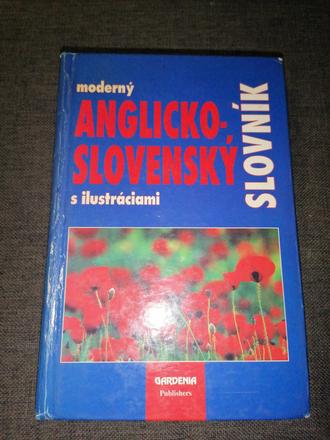 moderný
ANGLICKO-
SLOVENSKÝ
s ilustráciami
SLOVNÍK
GARDENIA
Publishers